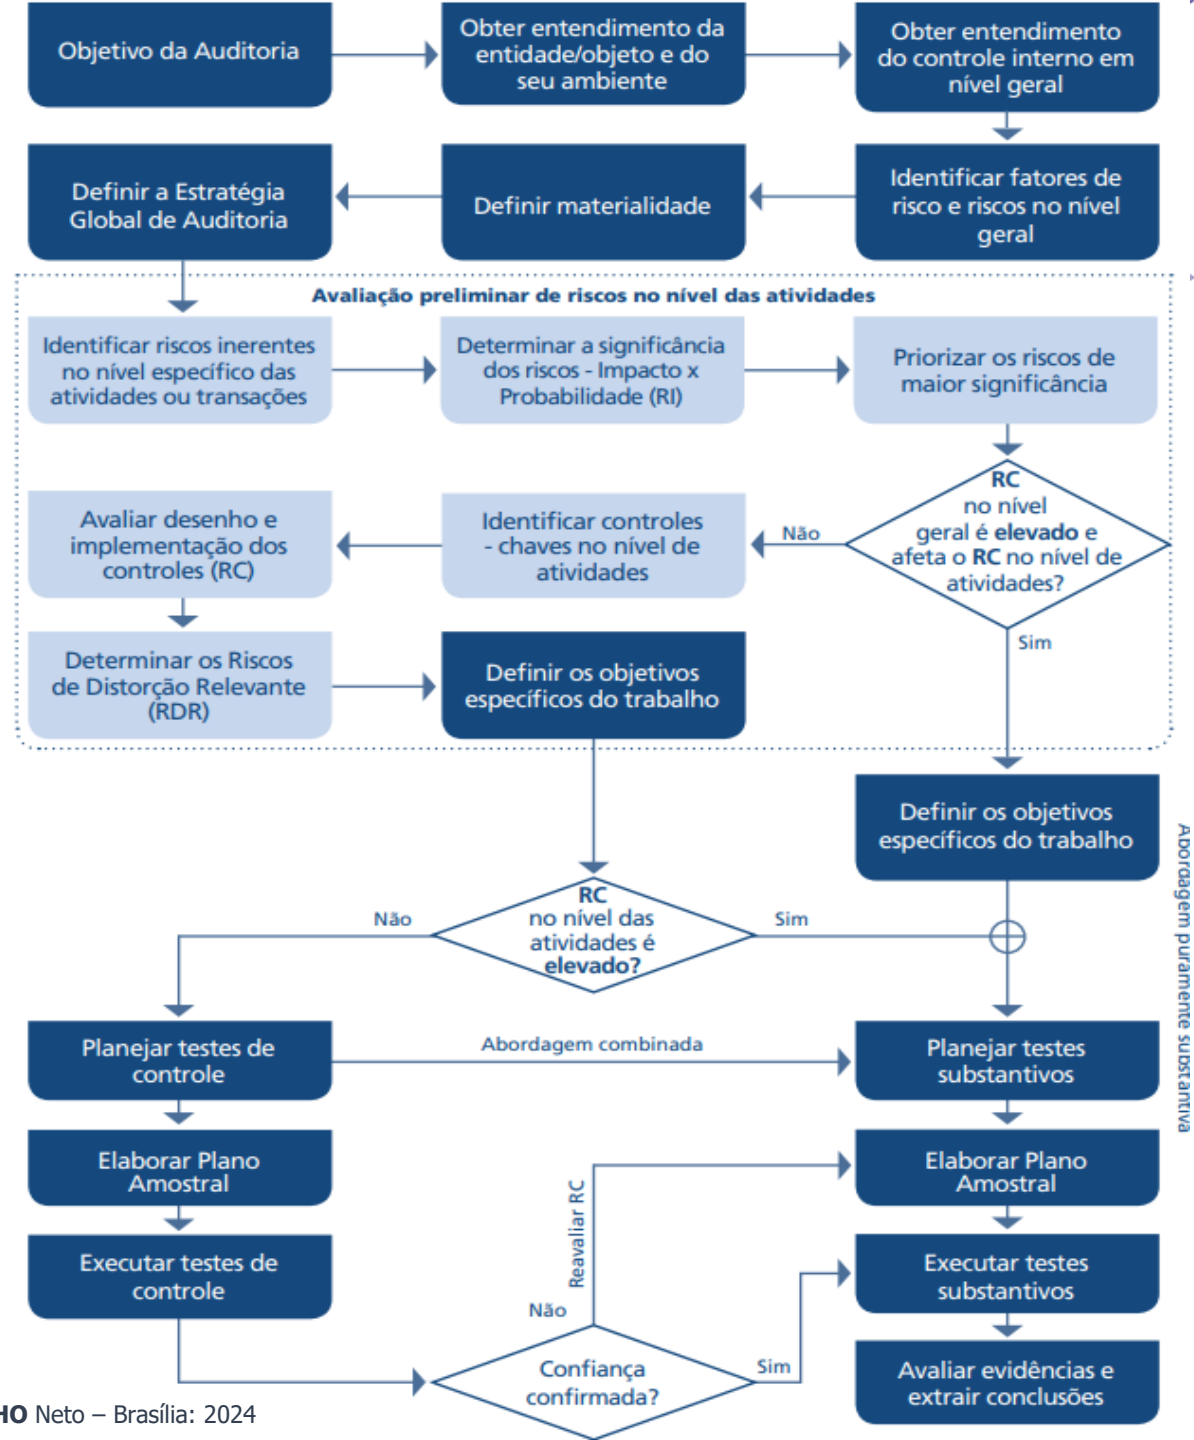 Objetivo da Auditoria
Obter entendimento da
entidade/objeto e do
seu ambiente
Obter entendimento
do controle interno em
nível geral
Definir a Estratégia
Global de Auditoria
Definir materialidade
Identificar fatores de
risco e riscos no nível
geral
Avaliação preliminar de riscos no nível das atividades
Identificar riscos inerentes
no nível específico das
atividades ou transações
Determinar a significância
dos riscos - Impacto x
Probabilidade (RI)
Priorizar os riscos de
maior significância
Avaliar desenho e
implementação dos
controles (RC)
Identificar controles
- chaves no nível de
atividades
Não
RC
no nível
geral é elevado e
afeta o RC no nível de
atividades?
Sim
Determinar os Riscos
de Distorção Relevante
(RDR)
Definir os objetivos
específicos do trabalho
Definir os objetivos
específicos do trabalho
Abordagem puramente substantiva
Não
RC
no nível das
atividades é
elevado?
Sim
Planejar testes de
controle
Abordagem combinada
Planejar testes
substantivos
Elaborar Plano
Amostral
Reavaliar RC
Elaborar Plano
Amostral
Executar testes de
controle
Executar testes
substantivos
Não
Confiança
confirmada?
Sim
Avaliar evidências e
extrair conclusões
HO Neto – Brasília: 2024